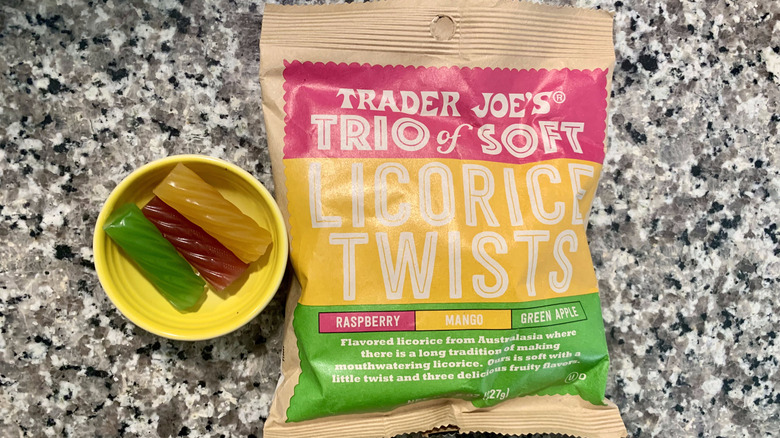 TRADER JOE'S®
TRIO of SOFT
LICORICE
TWISTS
RASPBERRY MANGO GREEN APPLE
Flavored licorice from Australasia where
there is a long tradition of making
mouthwatering licorice. Ours is soft with a
little twist and three delicious fruity flavors.
U D